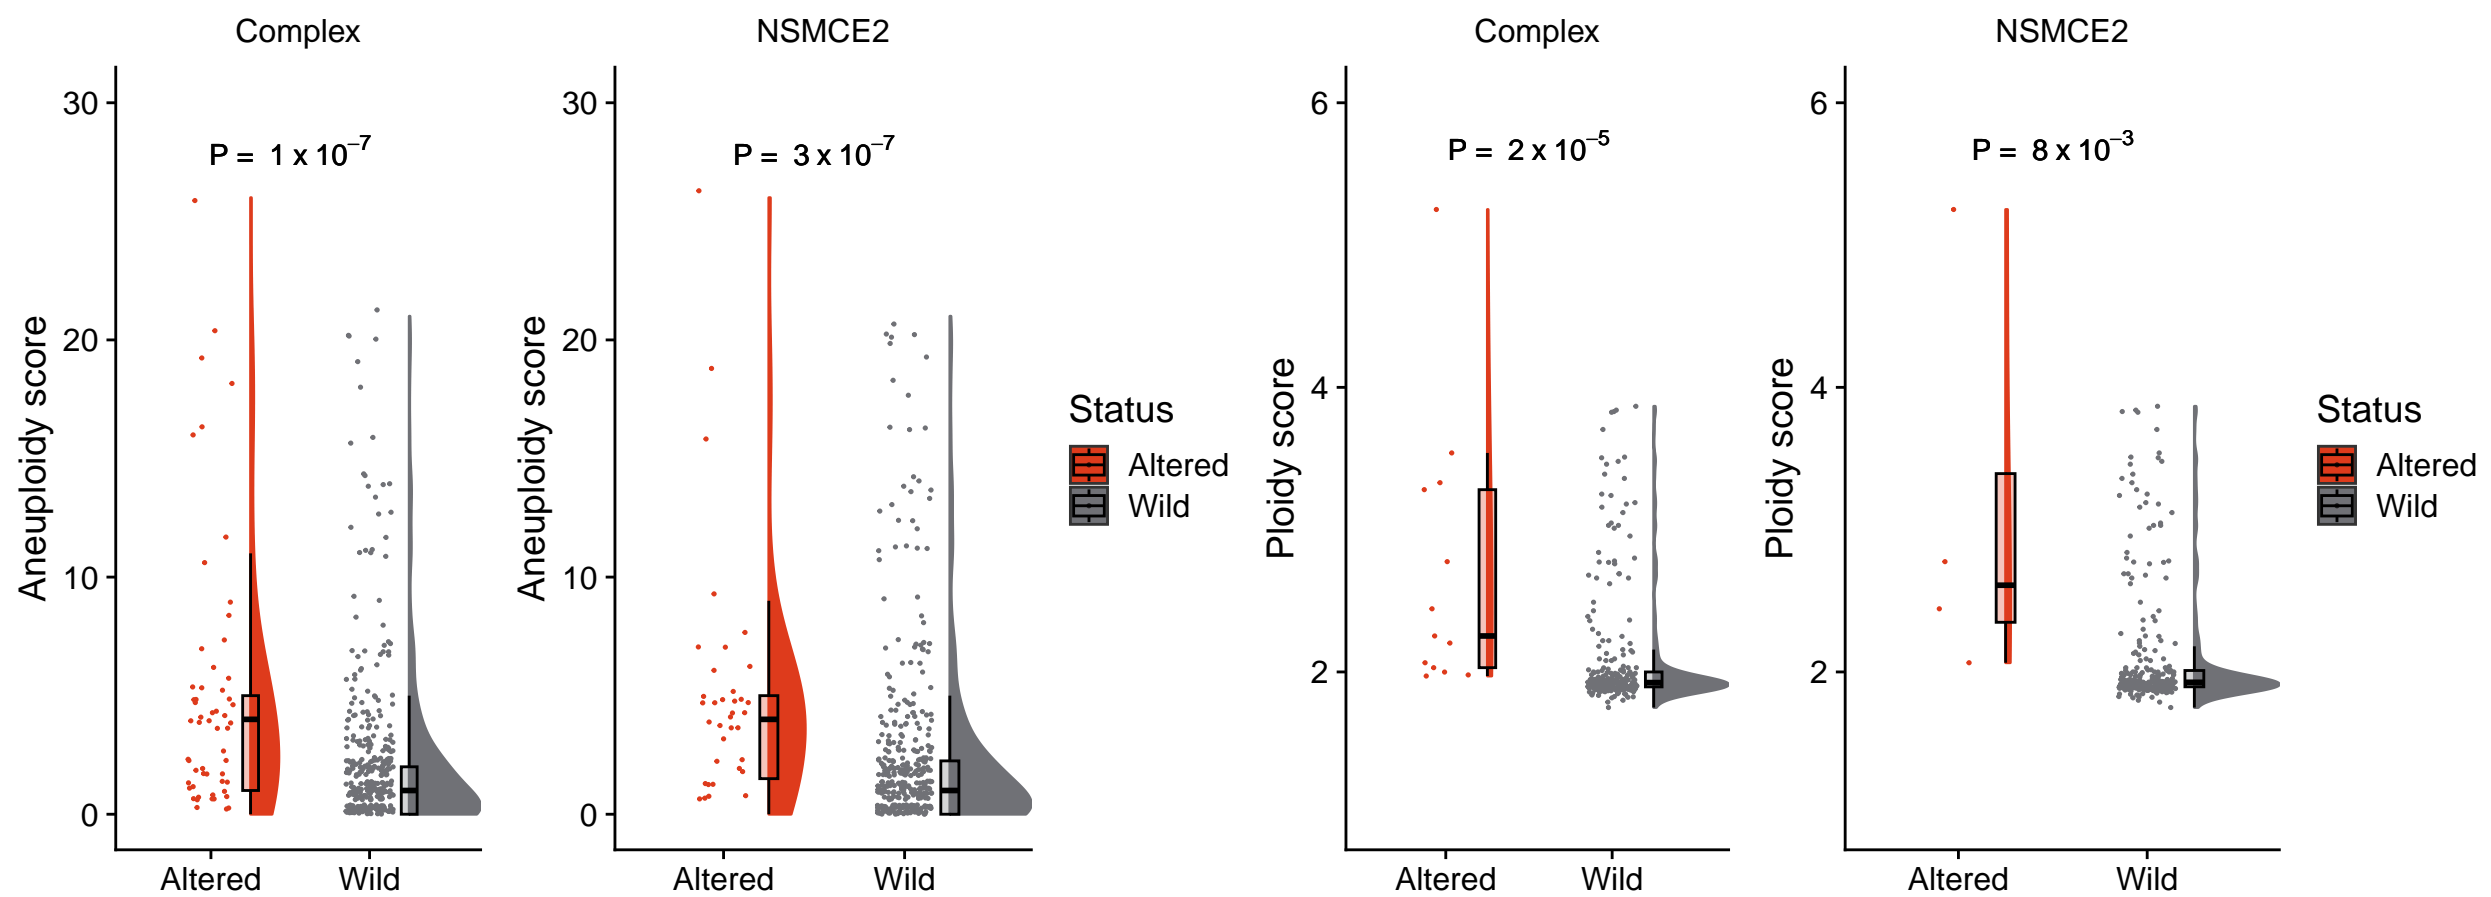 Complex
NSMCE2
Complex
NSMCE2
30
20
10
0
Aneuploidy score
P = 1 x 10⁻⁷
Altered
Wild
30
20
10
0
Aneuploidy score
P = 3 x 10⁻⁷
Altered
Wild
Status
Altered
Wild
6
4
2
Ploidy score
P = 2 x 10⁻⁵
Altered
Wild
6
4
2
Ploidy score
P = 8 x 10⁻³
Altered
Wild
Status
Altered
Wild